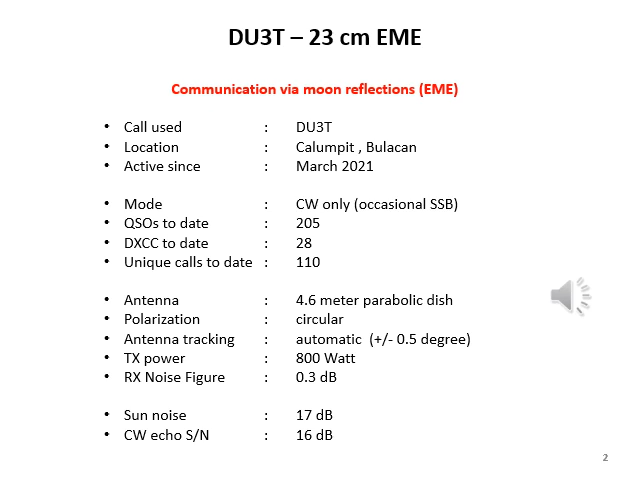 DU3T – 23 cm EME
Communication via moon reflections (EME)
• Call used : DU3T
• Location : Calumpit , Bulacan
• Active since : March 2021
• Mode : CW only (occasional SSB)
• QSOs to date : 205
• DXCC to date : 28
• Unique calls to date : 110
• Antenna : 4.6 meter parabolic dish
• Polarization : circular
• Antenna tracking : automatic (+/- 0.5 degree)
• TX power : 800 Watt
• RX Noise Figure : 0.3 dB
• Sun noise : 17 dB
• CW echo S/N : 16 dB
2